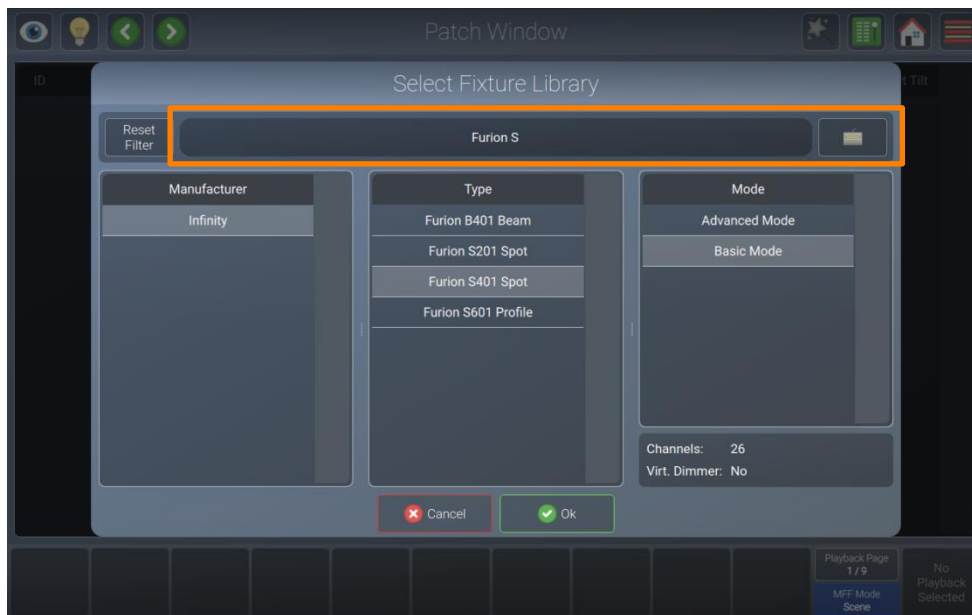 Patch Window
ID
t Tilt
Select Fixture Library
Reset
Filter
Furion S
Manufacturer
Infinity
Type
Furion B401 Beam
Furion S201 Spot
Furion S401 Spot
Furion S601 Profile
Mode
Advanced Mode
Basic Mode
Channels: 26
Virt. Dimmer: No
Cancel
Ok
Playback Page
1 / 9
MFF Mode
Scene
No
Playback
Selected